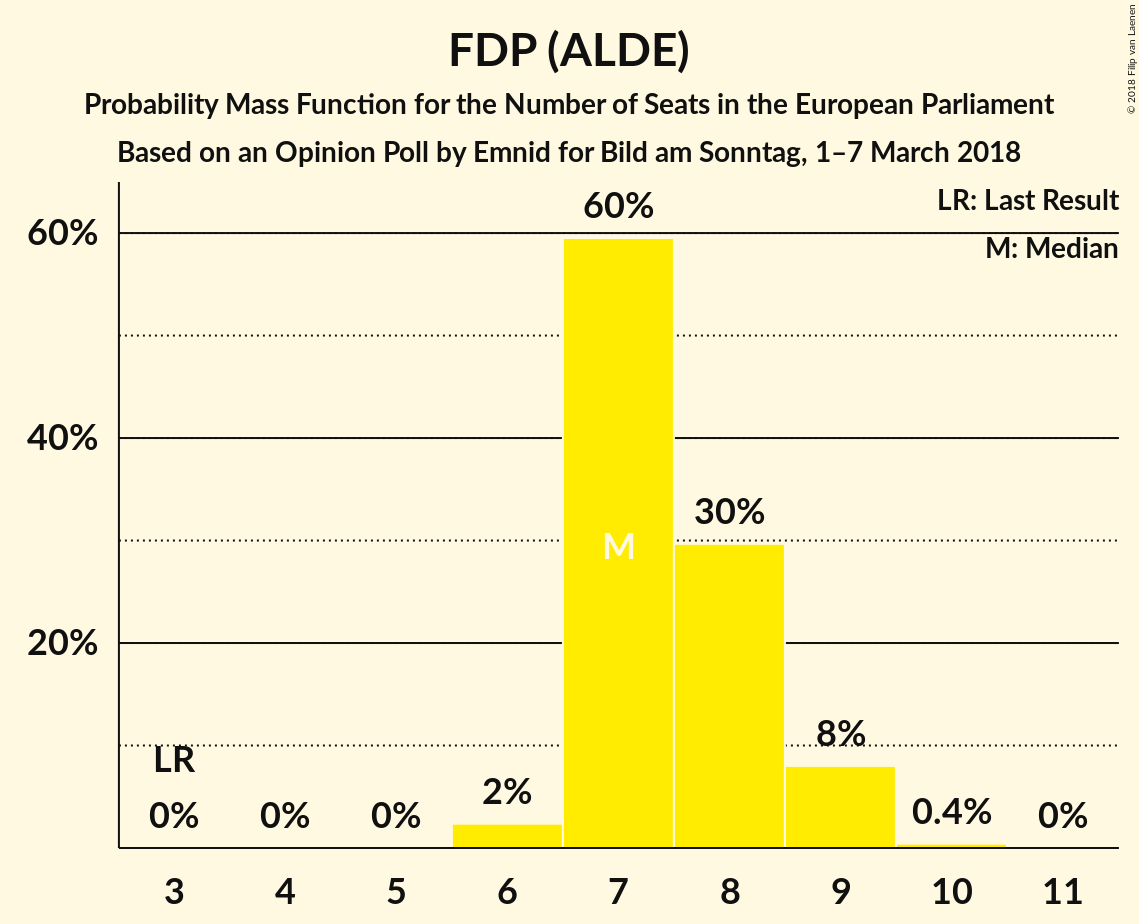 FDP (ALDE)
Probability Mass Function for the Number of Seats in the European Parliament
Based on an Opinion Poll by Emnid for Bild am Sonntag, 1–7 March 2018
© 2018 Filip van Laenen
LR: Last Result
M: Median
60%
40%
20%
LR
0%
0%
0%
2%
60%
M
30%
8%
0.4%
0%
3 4 5 6 7 8 9 10 11